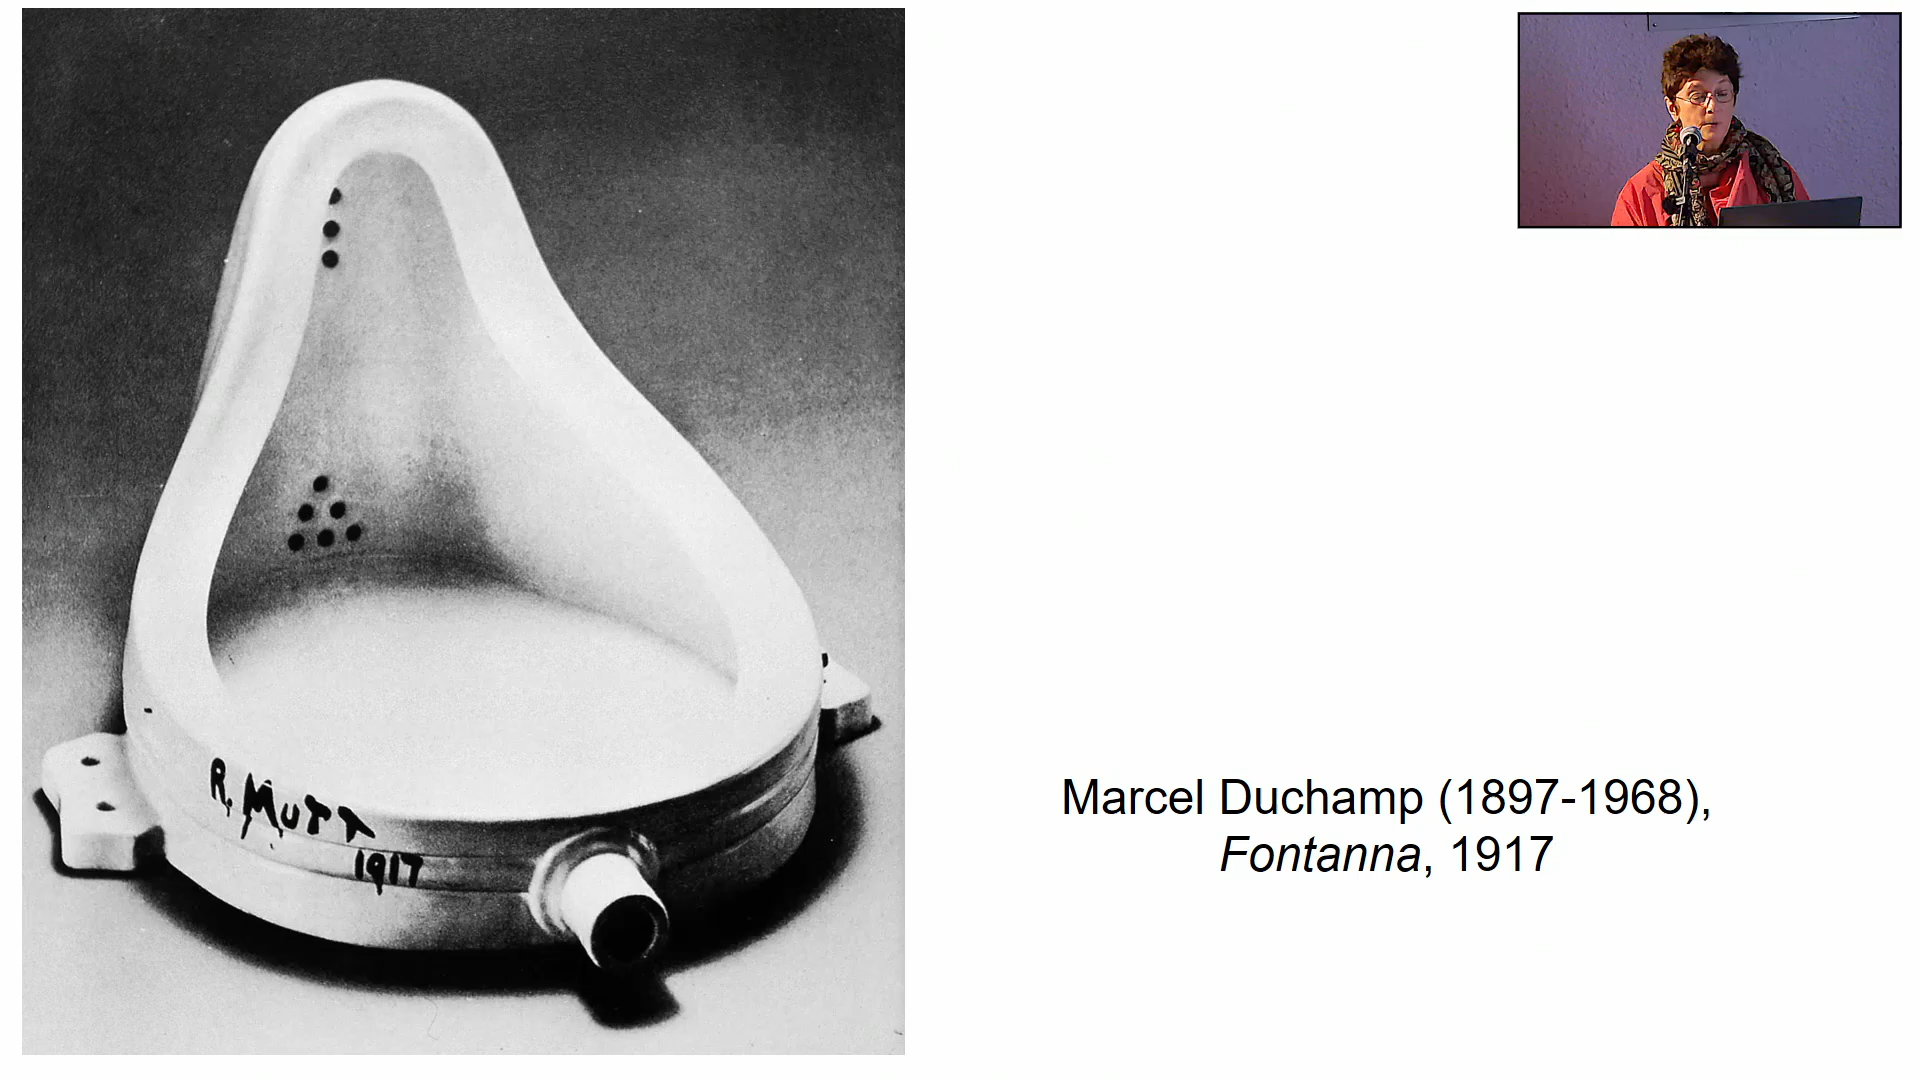 R. MUTT
1917
Marcel Duchamp (1897-1968),
Fontanna, 1917